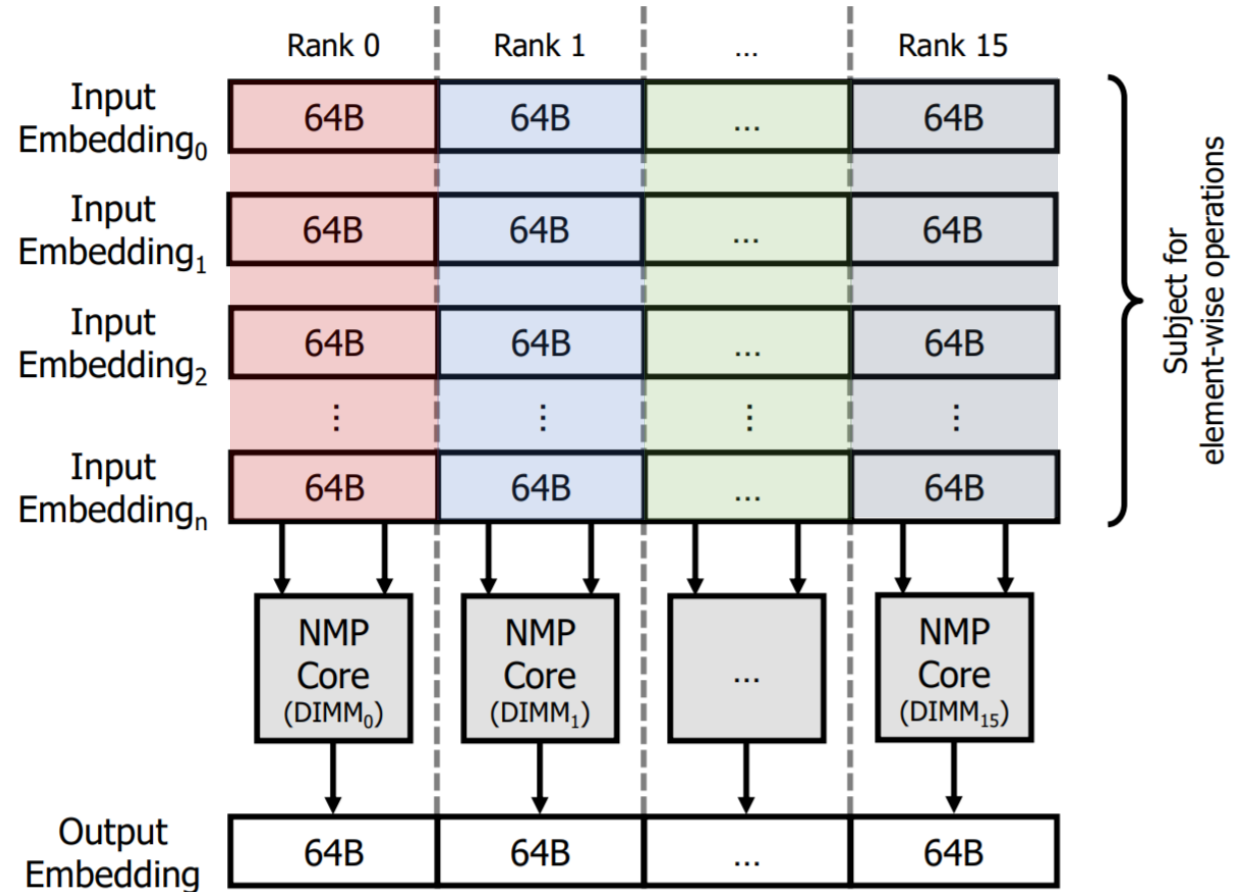 Rank 0 Rank 1 ... Rank 15
Input
Embedding₀
64B 64B ... 64B
Input
Embedding₁
64B 64B ... 64B
Input
Embedding₂
64B 64B ... 64B
⋮ ⋮ ⋮ ⋮
Input
Embeddingₙ
64B 64B ... 64B
Subject for
element-wise operations
NMP
Core
(DIMM₀)
NMP
Core
(DIMM₁)
...
NMP
Core
(DIMM₁₅)
Output
Embedding
64B 64B ... 64B